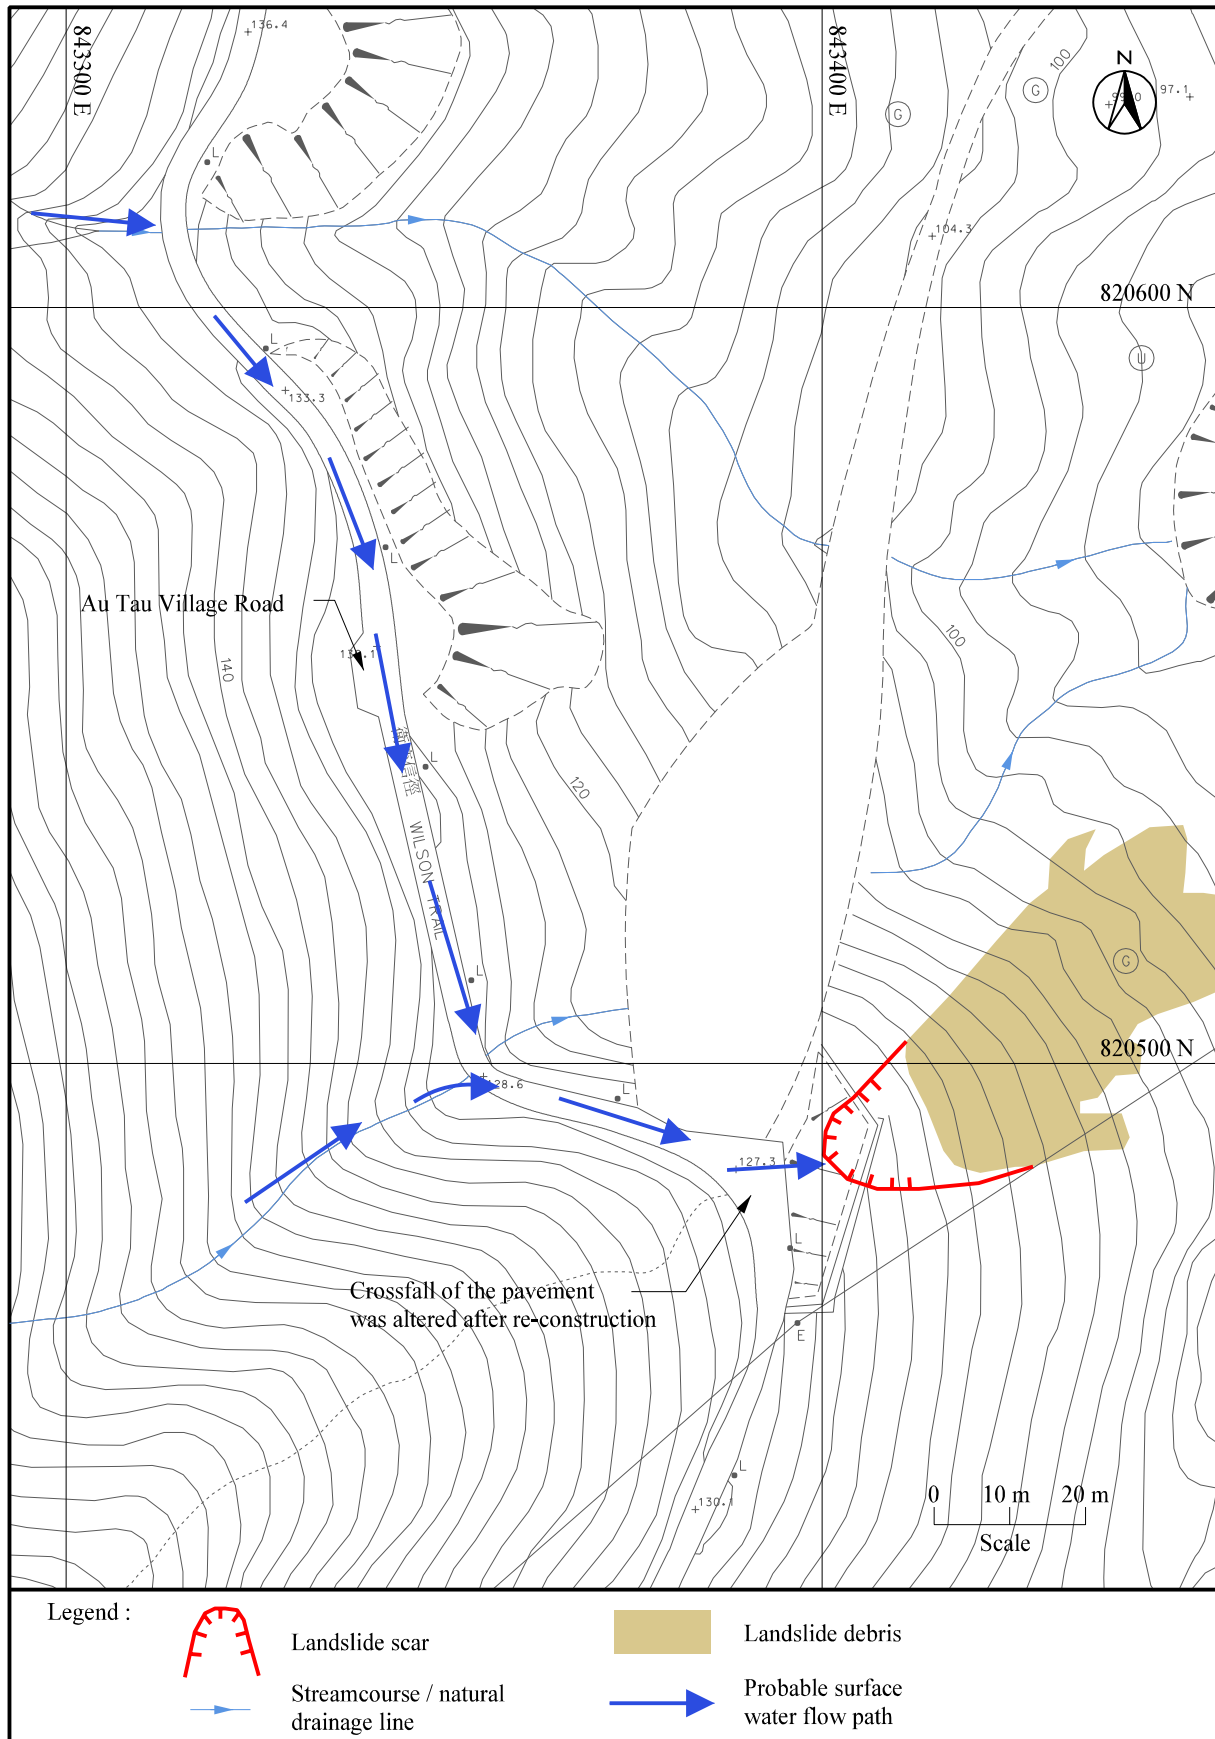 136.4
843300 E
843400 E
100
G
G
N
97.1
L
104.3
820600 N
L
133.3
U
L
Au Tau Village Road
100
140
L
120
WILSON TRAIL
G
L
820500 N
128.6
L
127.3
L
Crossfall of the pavement
was altered after re-construction
E
L
130.1
0 10 m 20 m
Scale
Legend :
Landslide scar
Landslide debris
Streamcourse / natural
drainage line
Probable surface
water flow path